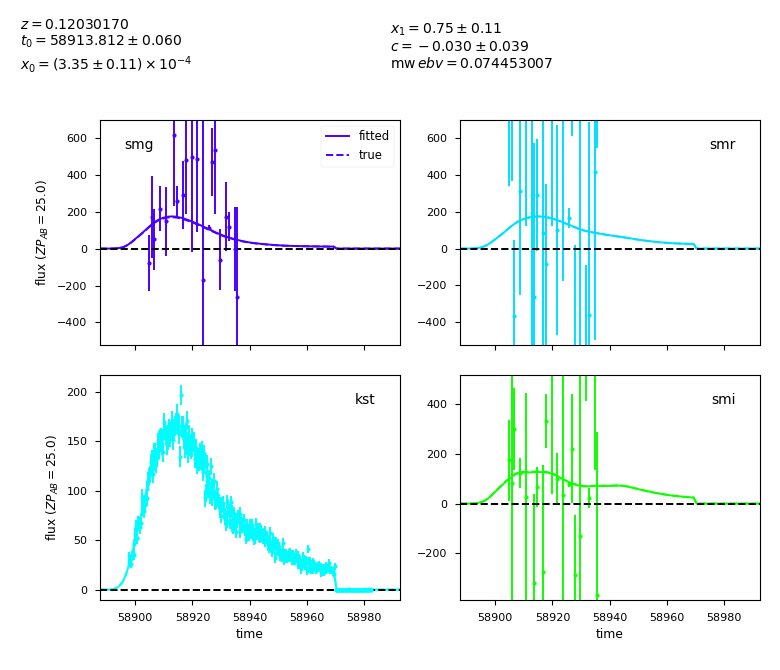 z = 0.12030170
t₀ = 58913.812 ± 0.060
x₀ = (3.35 ± 0.11) × 10⁻⁴
x₁ = 0.75 ± 0.11
c = −0.030 ± 0.039
mw ebv = 0.074453007
smg
fitted
true
600
400
200
0
−200
−400
flux (ZP_AB = 25.0)
smr
600
400
200
0
−200
−400
kst
200
150
100
50
0
flux (ZP_AB = 25.0)
58900 58920 58940 58960 58980
time
smi
400
200
0
−200
58900 58920 58940 58960 58980
time